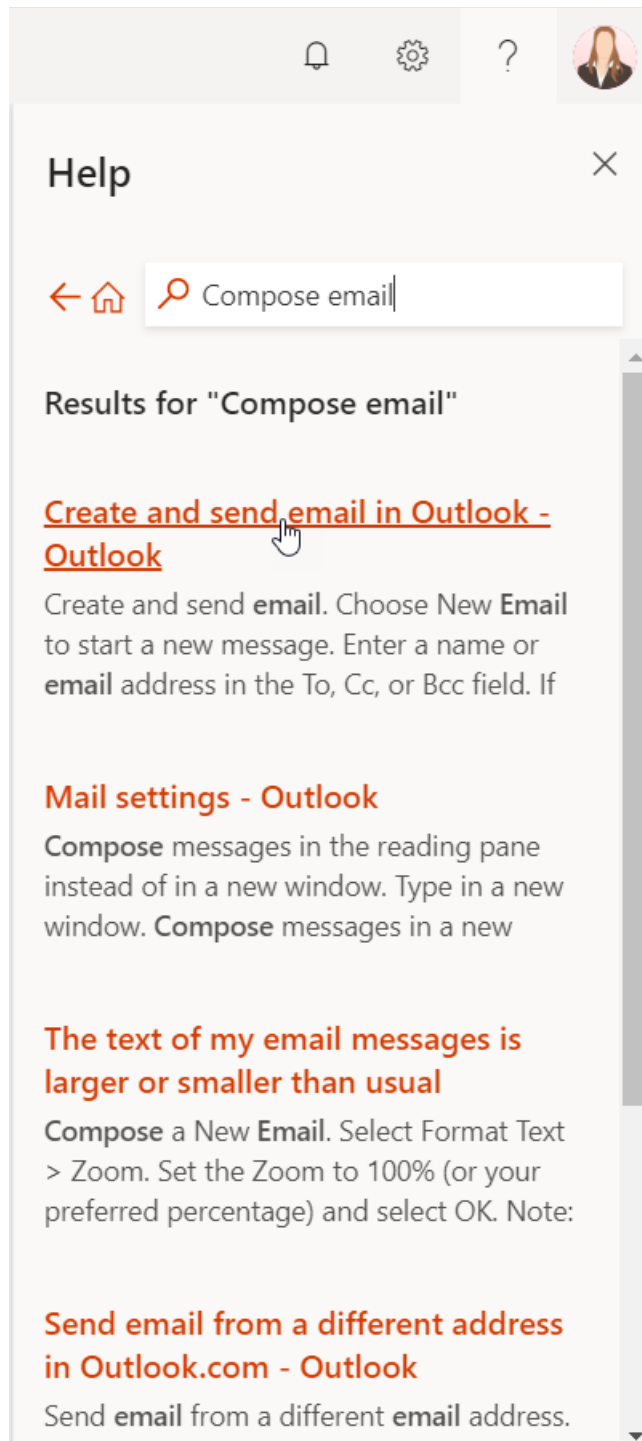 Help
Compose email
Results for "Compose email"
Create and send email in Outlook -
Outlook
Create and send email. Choose New Email
to start a new message. Enter a name or
email address in the To, Cc, or Bcc field. If
Mail settings - Outlook
Compose messages in the reading pane
instead of in a new window. Type in a new
window. Compose messages in a new
The text of my email messages is
larger or smaller than usual
Compose a New Email. Select Format Text
> Zoom. Set the Zoom to 100% (or your
preferred percentage) and select OK. Note:
Send email from a different address
in Outlook.com - Outlook
Send email from a different email address.